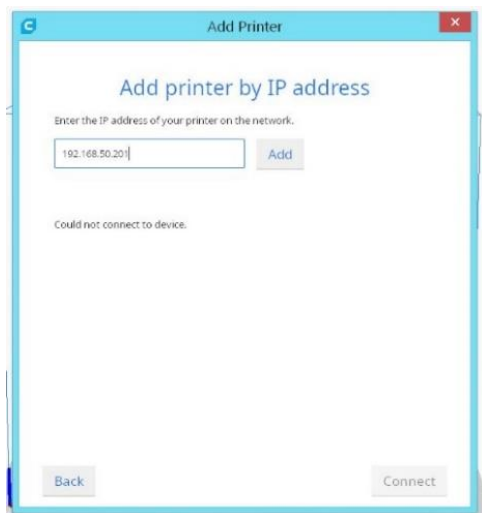 Add Printer
Add printer by IP address
Enter the IP address of your printer on the network.
192.168.50.201
Add
Could not connect to device.
Back
Connect